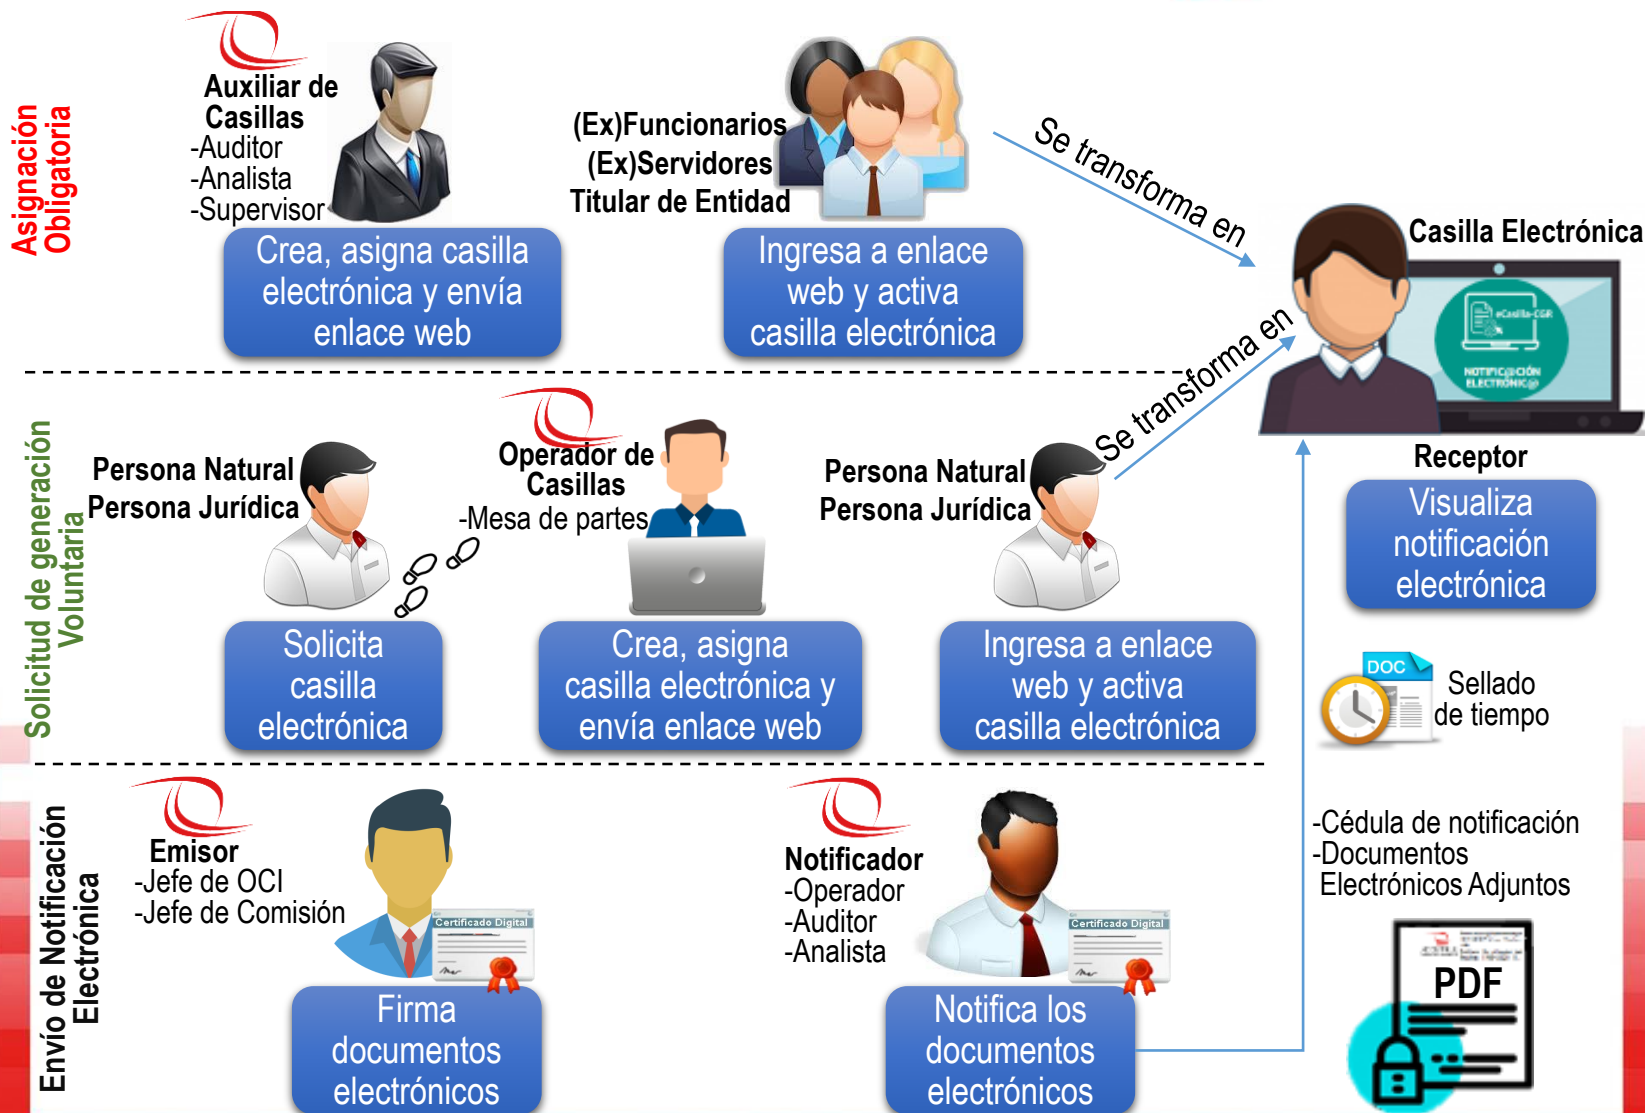 Asignación
Obligatoria
Auxiliar de
Casillas
-Auditor
-Analista
-Supervisor
Crea, asigna casilla
electrónica y envía
enlace web
(Ex)Funcionarios
(Ex)Servidores
Titular de Entidad
Ingresa a enlace
web y activa
casilla electrónica
Se transforma en
Casilla Electrónica
eCasilla-CGR
NOTIFIC@CIÓN
ELECTRÓNIC@
Receptor
Visualiza
notificación
electrónica
Solicitud de generación
Voluntaria
Persona Natural
Persona Jurídica
Solicita
casilla
electrónica
Operador de
Casillas
-Mesa de partes
Crea, asigna
casilla electrónica y
envía enlace web
Persona Natural
Persona Jurídica
Ingresa a enlace
web y activa
casilla electrónica
Se transforma en
DOC
Sellado
de tiempo
Envío de Notificación
Electrónica
Emisor
-Jefe de OCI
-Jefe de Comisión
Certificado Digital
Firma
documentos
electrónicos
Notificador
-Operador
-Auditor
-Analista
Certificado Digital
Notifica los
documentos
electrónicos
-Cédula de notificación
-Documentos
Electrónicos Adjuntos
PDF